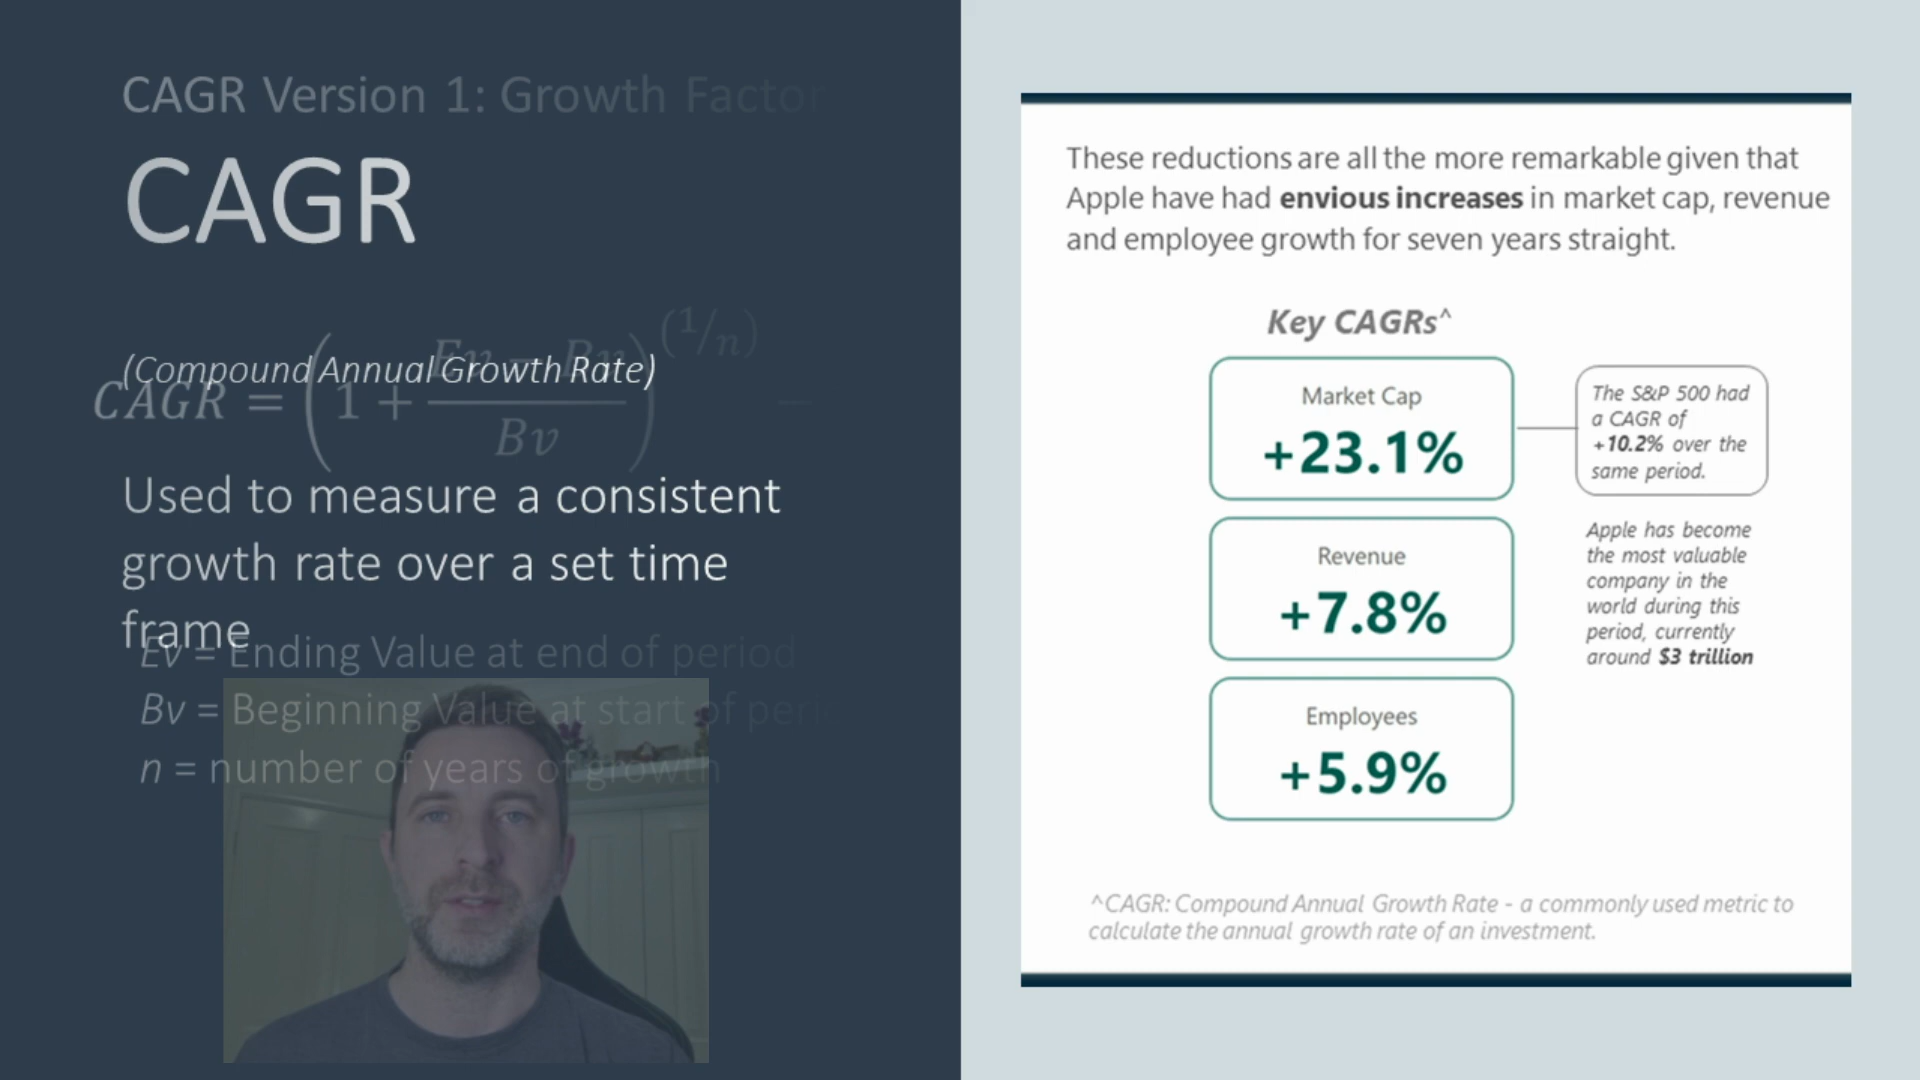 CAGR Version 1: Growth Factor
CAGR
(Compound Annual Growth Rate)
CAGR = (1 + (Ev − Bv)/Bv)^(1/n) −
Used to measure a consistent
growth rate over a set time
frame
Ev = Ending Value at end of period
Bv = Beginning Value at start of
n = number of years of growth
These reductions are all the more remarkable given that
Apple have had envious increases in market cap, revenue
and employee growth for seven years straight.
Key CAGRs^
Market Cap
+23.1%
The S&P 500 had
a CAGR of
+10.2% over the
same period.
Revenue
+7.8%
Apple has become
the most valuable
company in the
world during this
period, currently
around $3 trillion
Employees
+5.9%
^CAGR: Compound Annual Growth Rate - a commonly used metric to
calculate the annual growth rate of an investment.